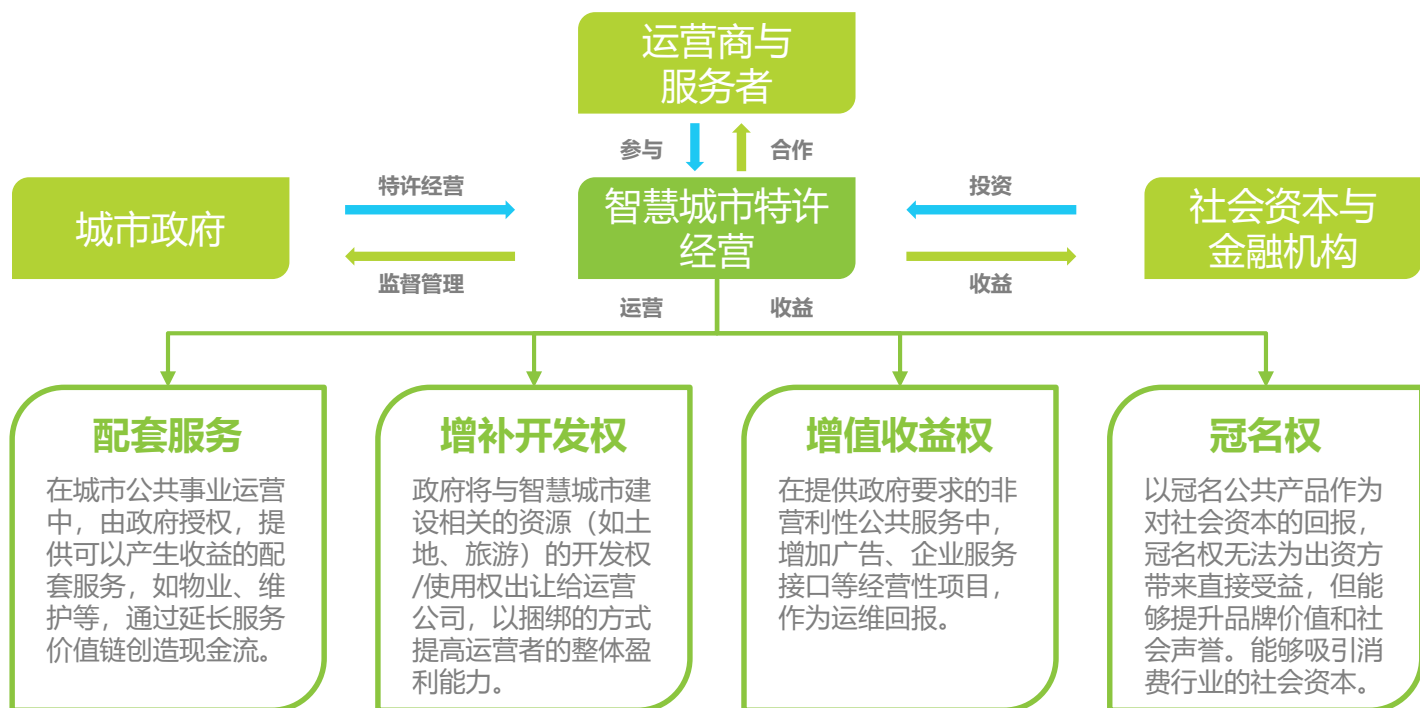 运营商与
服务者
参与
合作
城市政府
特许经营
监督管理
智慧城市特许
经营
投资
收益
社会资本与
金融机构
运营
收益
配套服务
在城市公共事业运营
中，由政府授权，提
供可以产生收益的配
套服务，如物业、维
护等，通过延长服务
价值链创造现金流。
增补开发权
政府将与智慧城市建
设相关的资源（如土
地、旅游）的开发权
/使用权出让给运营
公司，以捆绑的方式
提高运营者的整体盈
利能力。
增值收益权
在提供政府要求的非
营利性公共服务中，
增加广告、企业服务
接口等经营性项目，
作为运维回报。
冠名权
以冠名公共产品作为
对社会资本的回报，
冠名权无法为出资方
带来直接受益，但能
够提升品牌价值和社
会声誉。能够吸引消
费行业的社会资本。